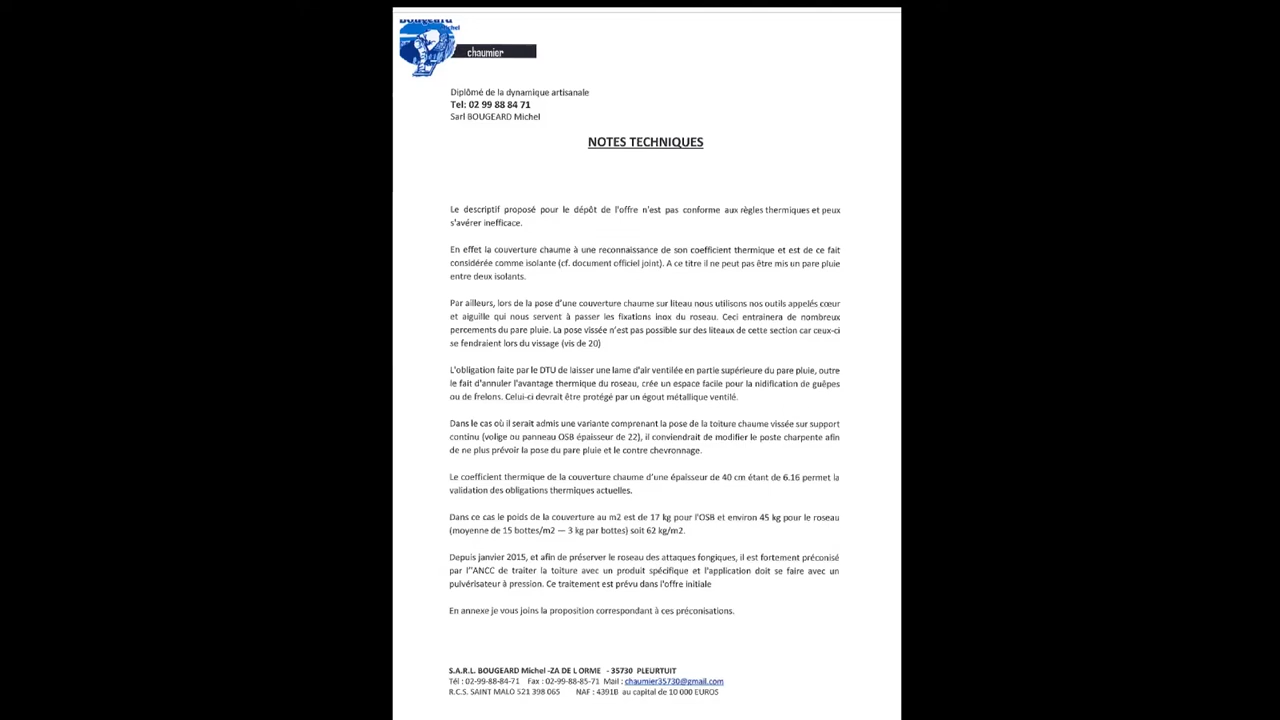 Bougeard
Michel
chaumier
Diplômé de la dynamique artisanale
Tel: 02 99 88 84 71
Sarl BOUGEARD Michel
NOTES TECHNIQUES
Le descriptif proposé pour le dépôt de l'offre n'est pas conforme aux règles thermiques et peux
s'avérer inefficace.
En effet la couverture chaume à une reconnaissance de son coefficient thermique et est de ce fait
considérée comme isolante (cf. document officiel joint). A ce titre il ne peut pas être mis un pare pluie
entre deux isolants.
Par ailleurs, lors de la pose d'une couverture chaume sur liteau nous utilisons nos outils appelés cœur
et aiguille qui nous servent à passer les fixations inox du roseau. Ceci entrainera de nombreux
percements du pare pluie. La pose vissée n'est pas possible sur des liteaux de cette section car ceux-ci
se fendraient lors du vissage (vis de 20)
L'obligation faite par le DTU de laisser une lame d'air ventilée en partie supérieure du pare pluie, outre
le fait d'annuler l'avantage thermique du roseau, crée un espace facile pour la nidification de guêpes
ou de frelons. Celui-ci devrait être protégé par un égout métallique ventilé.
Dans le cas où il serait admis une variante comprenant la pose de la toiture chaume vissée sur support
continu (volige ou panneau OSB épaisseur de 22), il conviendrait de modifier le poste charpente afin
de ne plus prévoir la pose du pare pluie et le contre chevronnage.
Le coefficient thermique de la couverture chaume d'une épaisseur de 40 cm étant de 6.16 permet la
validation des obligations thermiques actuelles.
Dans ce cas le poids de la couverture au m2 est de 17 kg pour l'OSB et environ 45 kg pour le roseau
(moyenne de 15 bottes/m2 — 3 kg par bottes) soit 62 kg/m2.
Depuis janvier 2015, et afin de préserver le roseau des attaques fongiques, il est fortement préconisé
par l''ANCC de traiter la toiture avec un produit spécifique et l'application doit se faire avec un
pulvérisateur à pression. Ce traitement est prévu dans l'offre initiale
En annexe je vous joins la proposition correspondant à ces préconisations.
S.A.R.L. BOUGEARD Michel -ZA DE L ORME - 35730 PLEURTUIT
Tél : 02-99-88-84-71 Fax : 02-99-88-85-71 Mail : chaumier35730@gmail.com
R.C.S. SAINT MALO 521 398 065 NAF : 4391B au capital de 10 000 EUROS